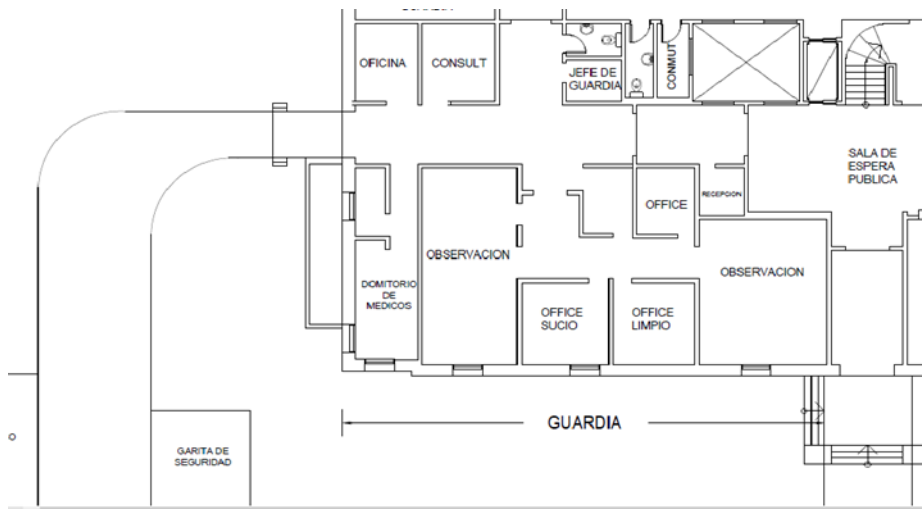 OFICINA
CONSULT
JEFE DE
GUARDIA
CONMUT
SALA DE
ESPERA
PUBLICA
RECEPCION
OFFICE
OBSERVACION
OBSERVACION
DOMITORIO
DE
MEDICOS
OFFICE
SUCIO
OFFICE
LIMPIO
GUARDIA
GARITA DE
SEGURIDAD